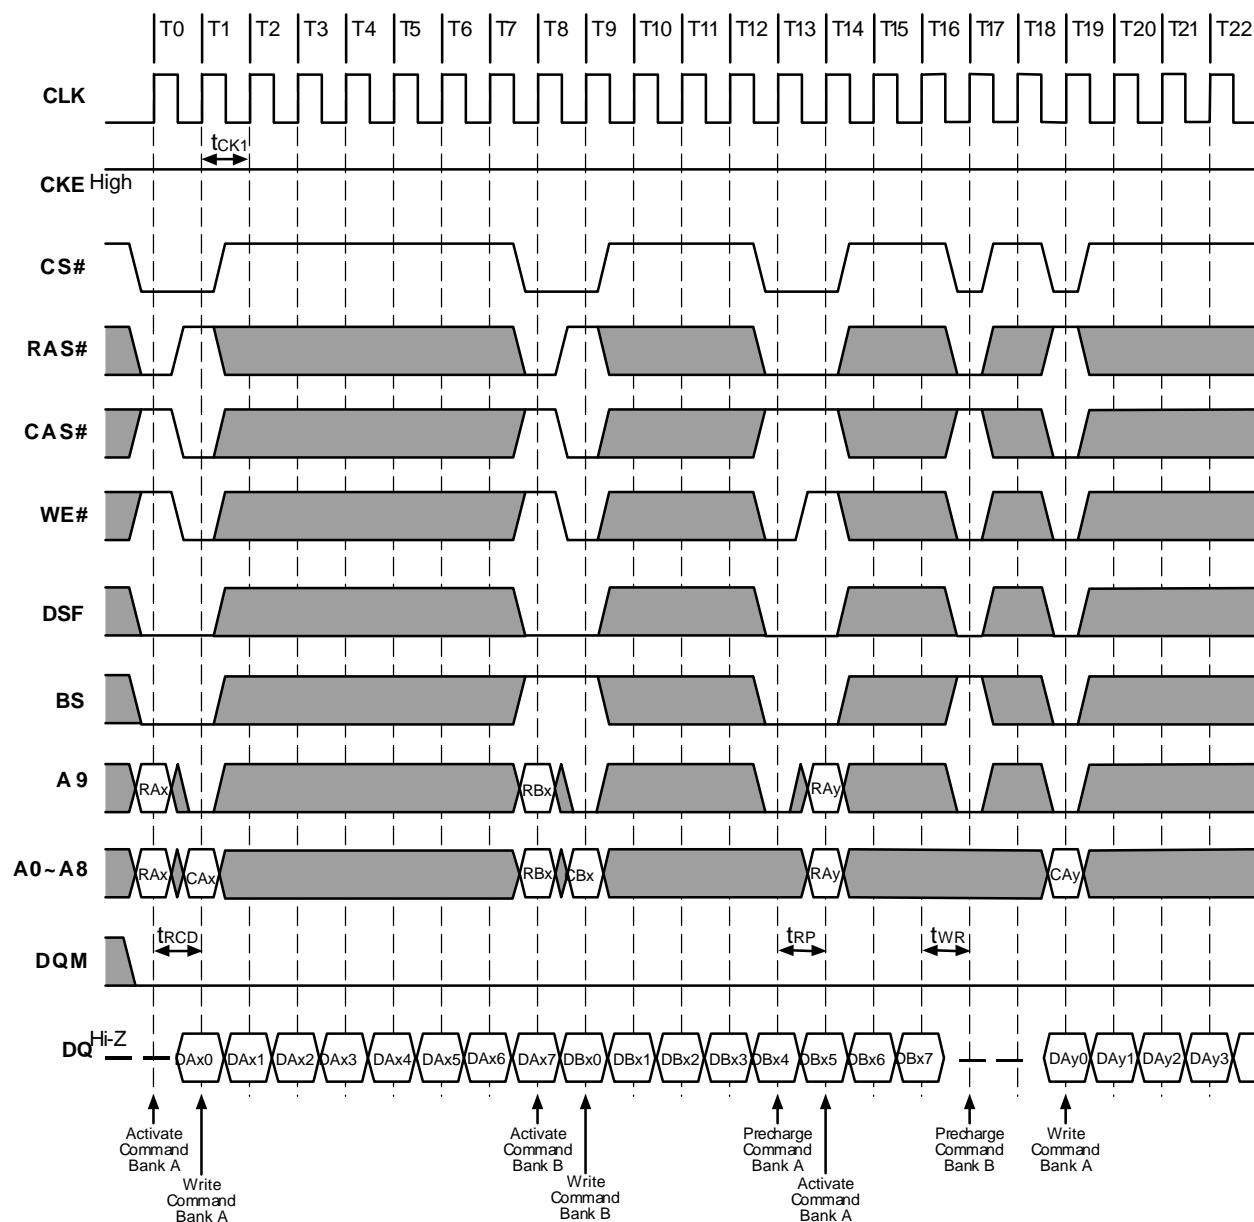 T0 T1 T2 T3 T4 T5 T6 T7 T8 T9 T10 T11 T12 T13 T14 T15 T16 T17 T18 T19 T20 T21 T22
CLK
tCK1
CKE High
CS#
RAS#
CAS#
WE#
DSF
BS
A9
RAx RBx RAy
A0~A8
RAx CAx RBx CBx RAy CAy
tRCD tRP tWR
DQM
DQ Hi-Z
DAx0 DAx1 DAx2 DAx3 DAx4 DAx5 DAx6 DAx7 DBx0 DBx1 DBx2 DBx3 DBx4 DBx5 DBx6 DBx7 DAy0 DAy1 DAy2 DAy3
Activate
Command
Bank A
Write
Command
Bank A
Activate
Command
Bank B
Write
Command
Bank B
Precharge
Command
Bank A
Activate
Command
Bank A
Precharge
Command
Bank B
Write
Command
Bank A